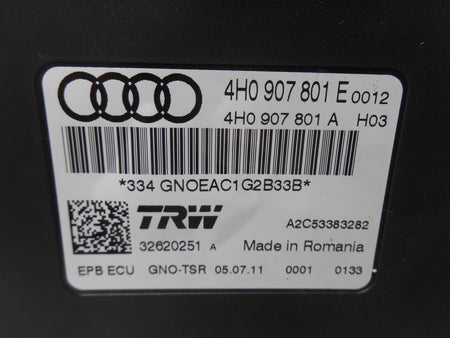 4H0 907 801 E 0012
4H0 907 801 A H03
*334 GNOEAC1G2B33B*
TRW A2C53383282
32620251 A Made in Romania
EPB ECU GNO-TSR 05.07.11 0001 0133